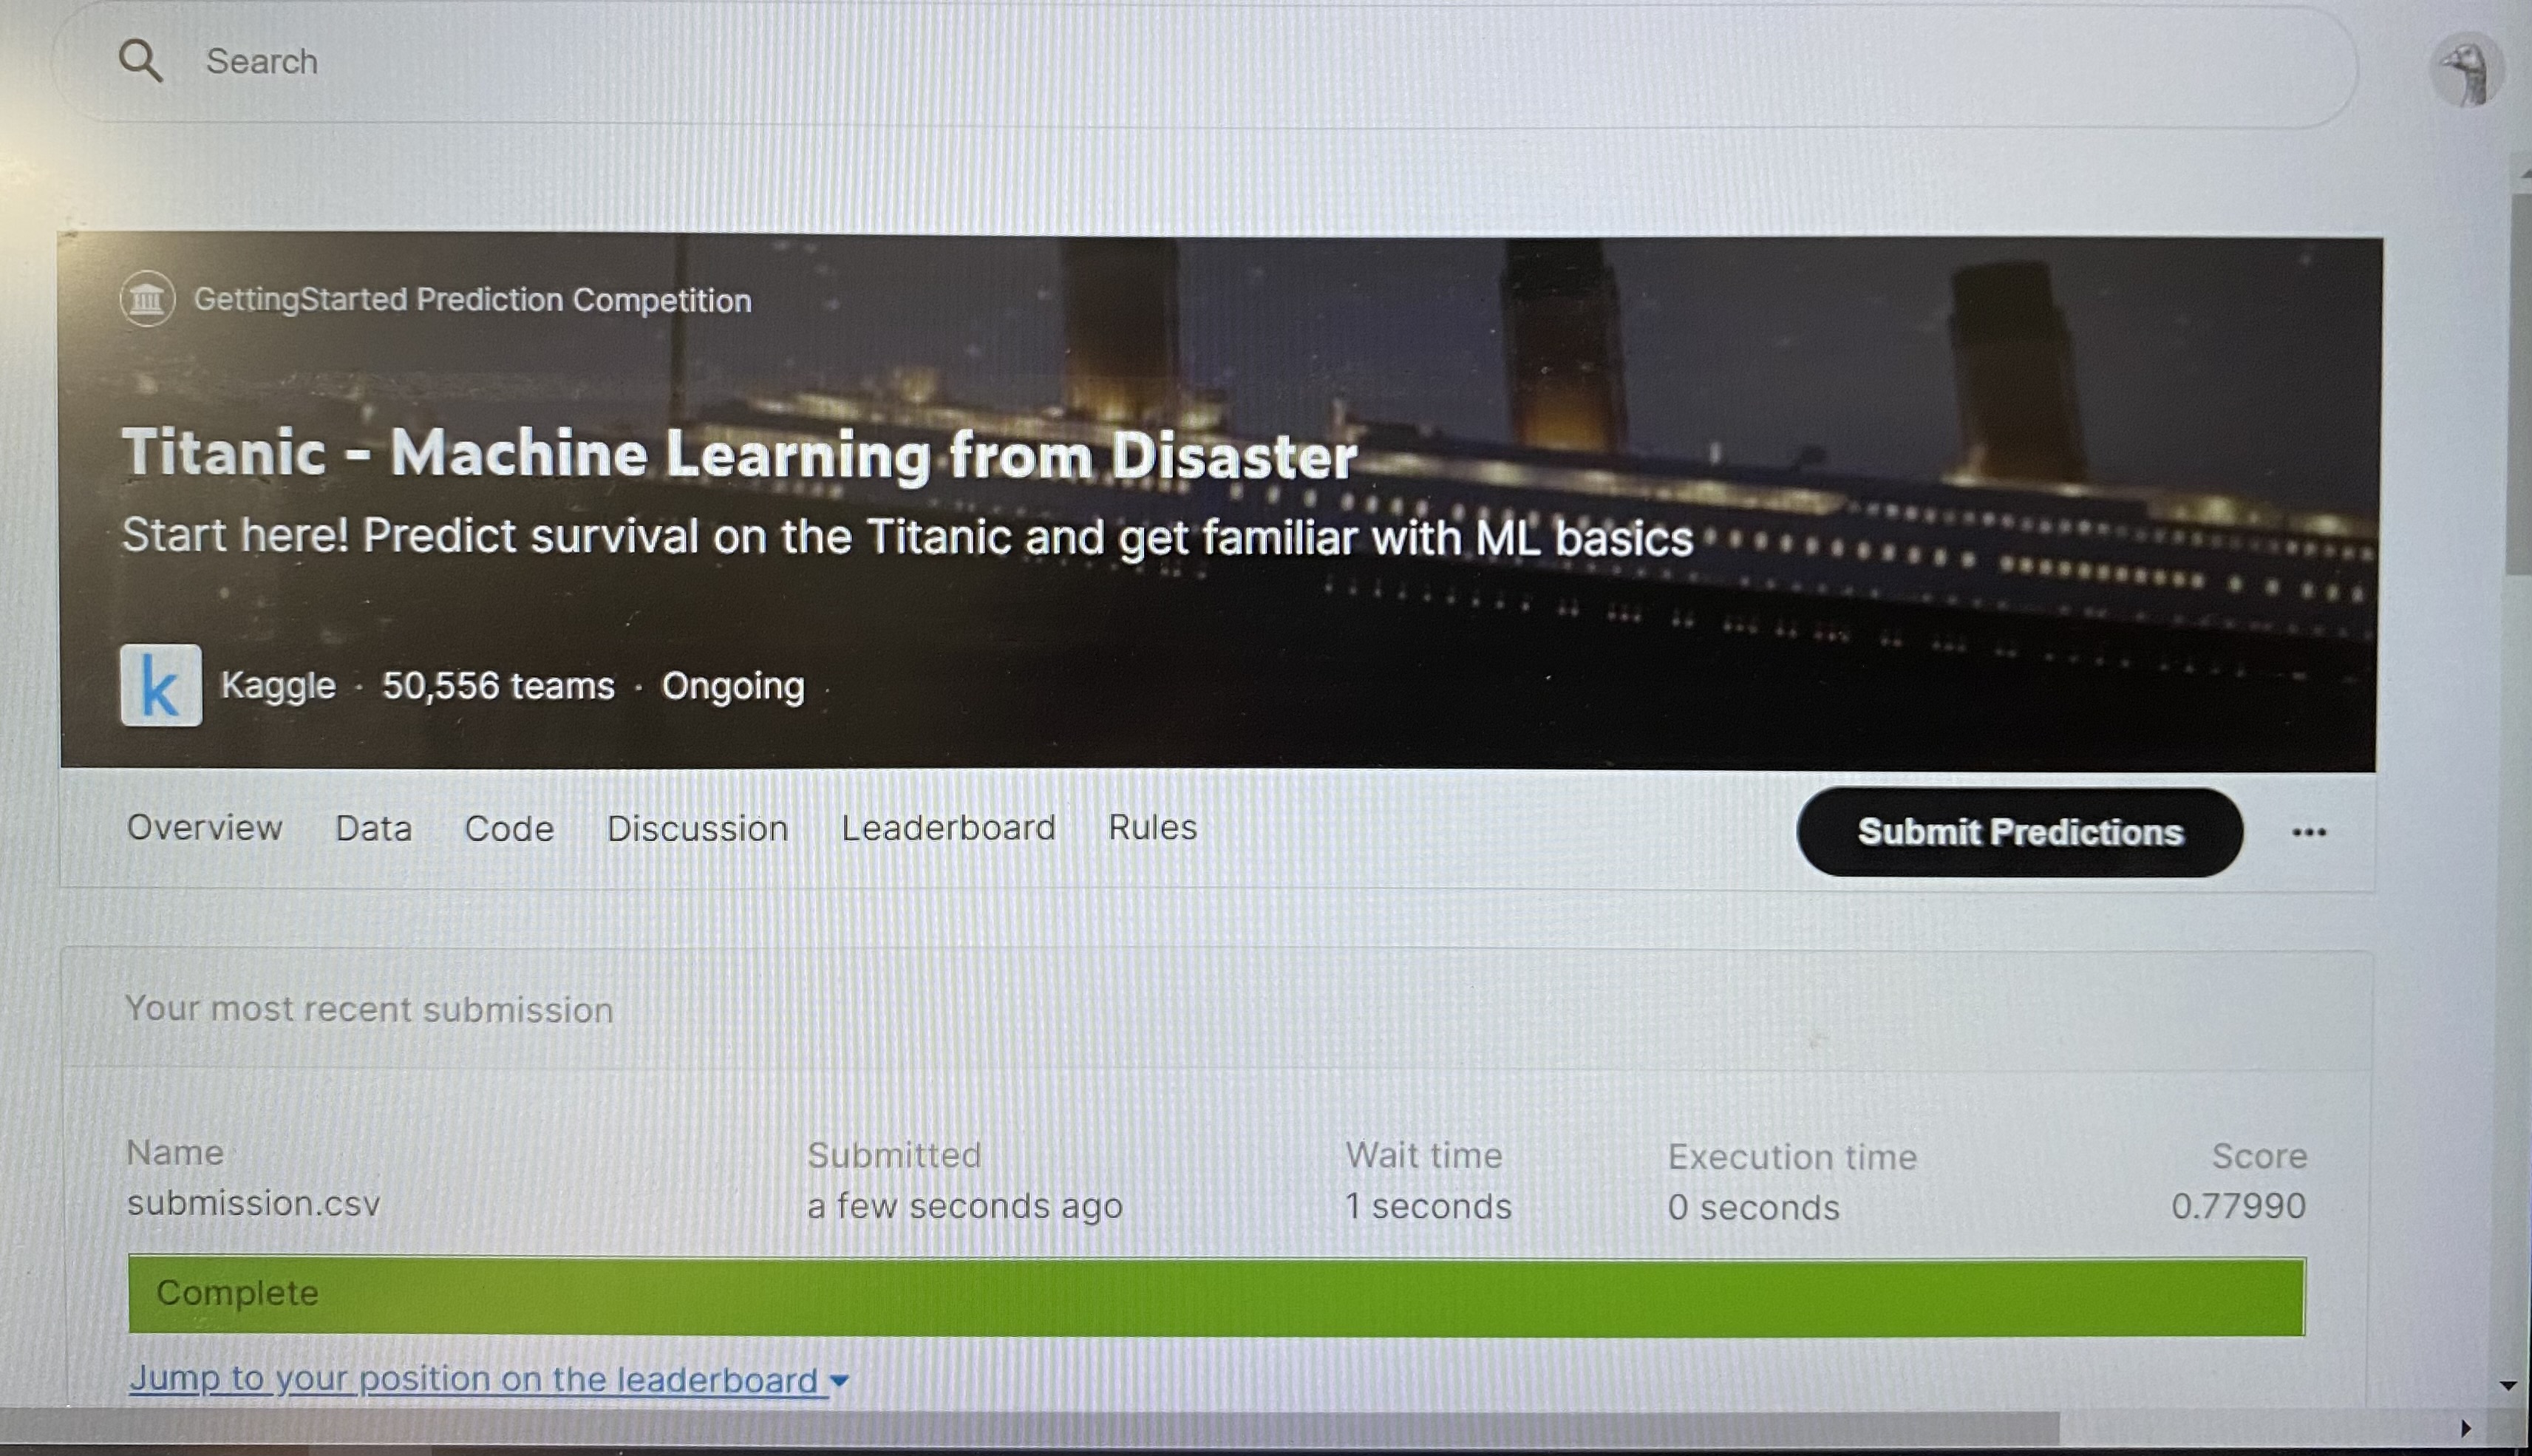 Search
GettingStarted Prediction Competition
Titanic - Machine Learning from Disaster
Start here! Predict survival on the Titanic and get familiar with ML basics
k Kaggle · 50,556 teams · Ongoing
Overview Data Code Discussion Leaderboard Rules Submit Predictions ...
Your most recent submission
Name Submitted Wait time Execution time Score
submission.csv a few seconds ago 1 seconds 0 seconds 0.77990
Complete
Jump to your position on the leaderboard